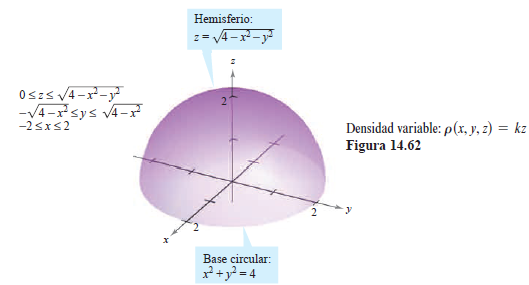 Hemisferio:
z = √4 – x² – y²
z
0 ≤ z ≤ √4 – x² – y²
–√4 – x² ≤ y ≤ √4 – x²
–2 ≤ x ≤ 2
2
Densidad variable: ρ(x, y, z) = kz
Figura 14.62
2
2
y
x
Base circular:
x² + y² = 4